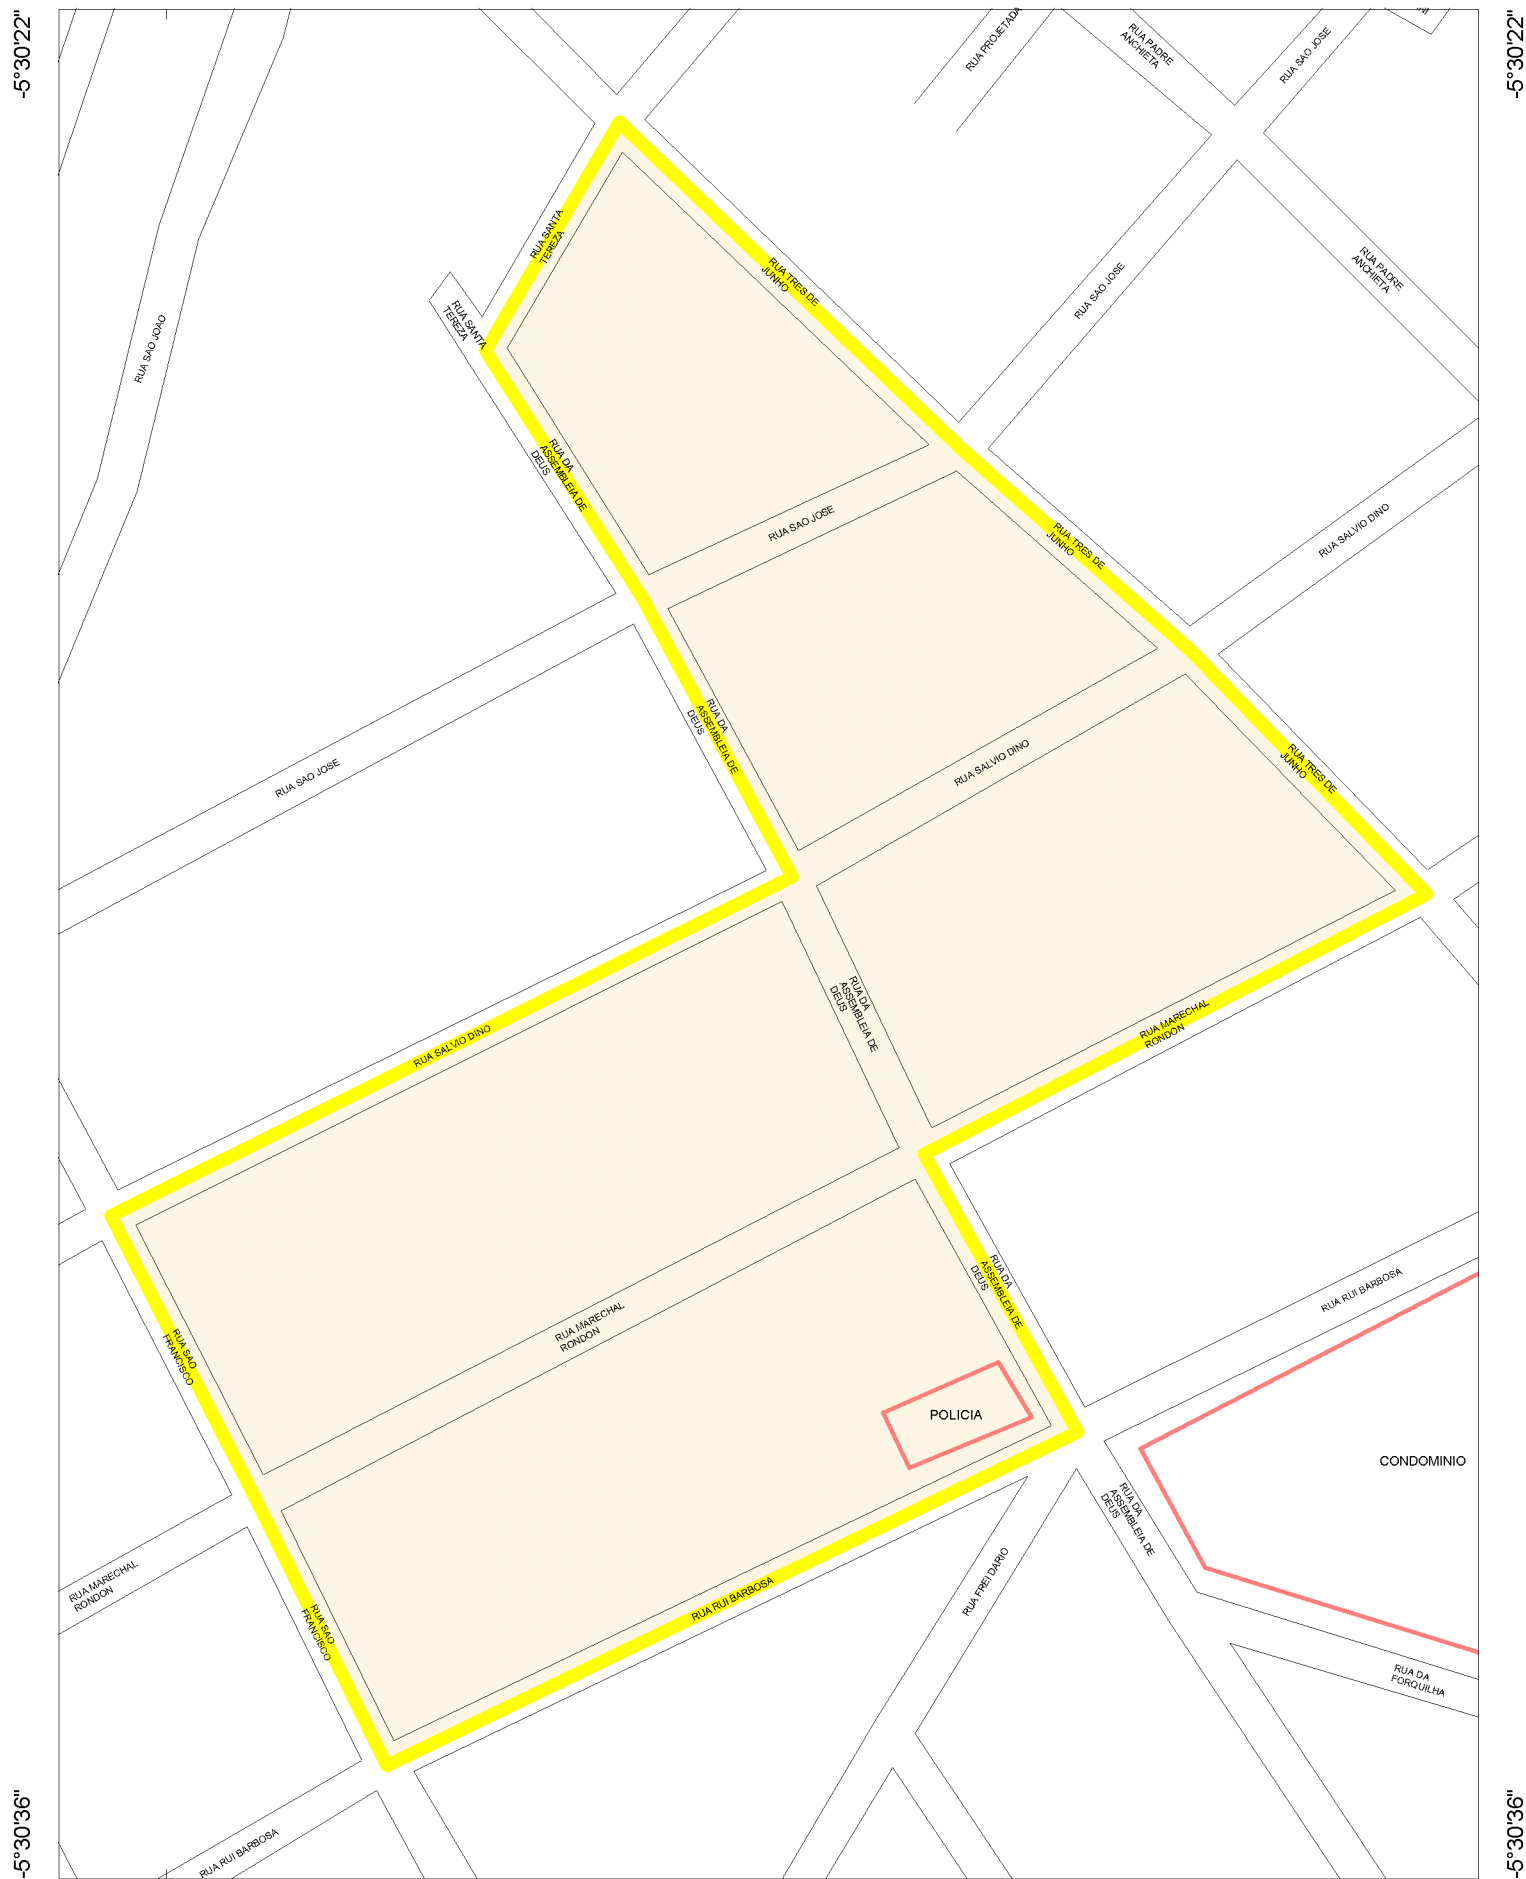 -5°30'22"
-5°30'22"
RUA PROJETADA
RUA PADRE
ANCHIETA
RUA SAO JOSE
RUA SANTA
TEREZA
RUA TRES DE
JUNHO
RUA SAO JOSE
RUA PADRE
ANCHIETA
RUA SAO JOAO
RUA SANTA
TEREZA
RUA DA
ASSEMBLEIA DE
DEUS
RUA SAO JOSE
RUA TRES DE
JUNHO
RUA SALVIO DINO
RUA DA
ASSEMBLEIA DE
DEUS
RUA SAO JOSE
RUA SALVIO DINO
RUA TRES DE
JUNHO
RUA SALVIO DINO
RUA DA
ASSEMBLEIA DE
DEUS
RUA MARECHAL
RONDON
RUA SAO
FRANCISCO
RUA MARECHAL
RONDON
RUA DA
ASSEMBLEIA DE
DEUS
RUA RUI BARBOSA
POLICIA
CONDOMINIO
RUA MARECHAL
RONDON
RUA SAO
FRANCISCO
RUA RUI BARBOSA
RUA FREI DARIO
RUA DA
ASSEMBLEIA DE
DEUS
RUA DA
FORQUILHA
RUA RUI BARBOSA
-5°30'36"
-5°30'36"